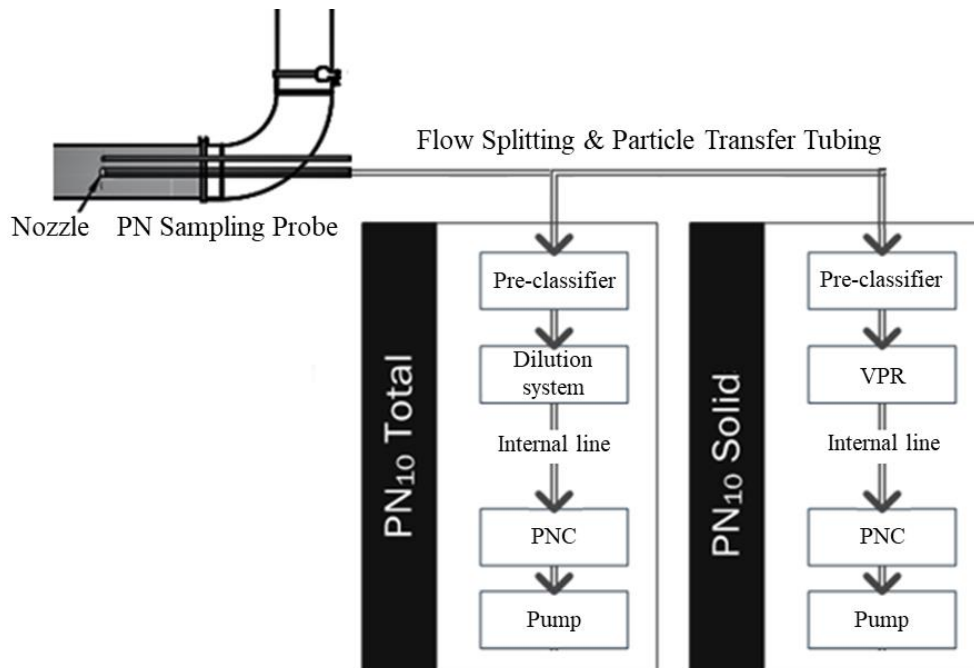 Flow Splitting & Particle Transfer Tubing
Nozzle
PN Sampling Probe
PN₁₀ Total
Pre-classifier
Dilution
system
Internal line
PNC
Pump
PN₁₀ Solid
Pre-classifier
VPR
Internal line
PNC
Pump